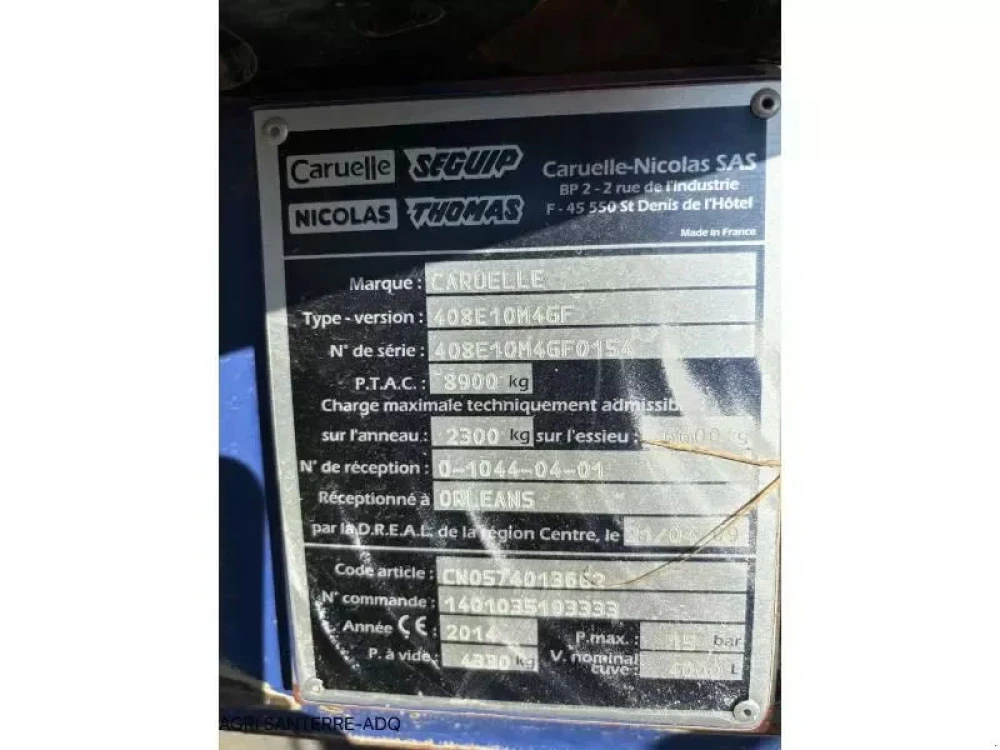 Caruelle SEGUIP
NICOLAS THOMAS
Caruelle-Nicolas SAS
BP 2 - 2 rue de l'industrie
F - 45 550 St Denis de l'Hôtel
Made in France
Marque : CARUELLE
Type - version : 408E10M4GF
N° de série : 408E10M4GF0154
P.T.A.C. : 8900 kg
Charge maximale techniquement admissible :
sur l'anneau : 2300 kg sur l'essieu : 6600 kg
N° de réception : 0-1044-04-01
Réceptionné à ORLEANS
par la D.R.E.A.L. de la région Centre, le
Code article :
N° commande : 1401035193333
Année CE : 2014 P.max. : bar
P. à vide : 4330 kg V. nominal cuve : L
AGRI SANTERRE-ADQ